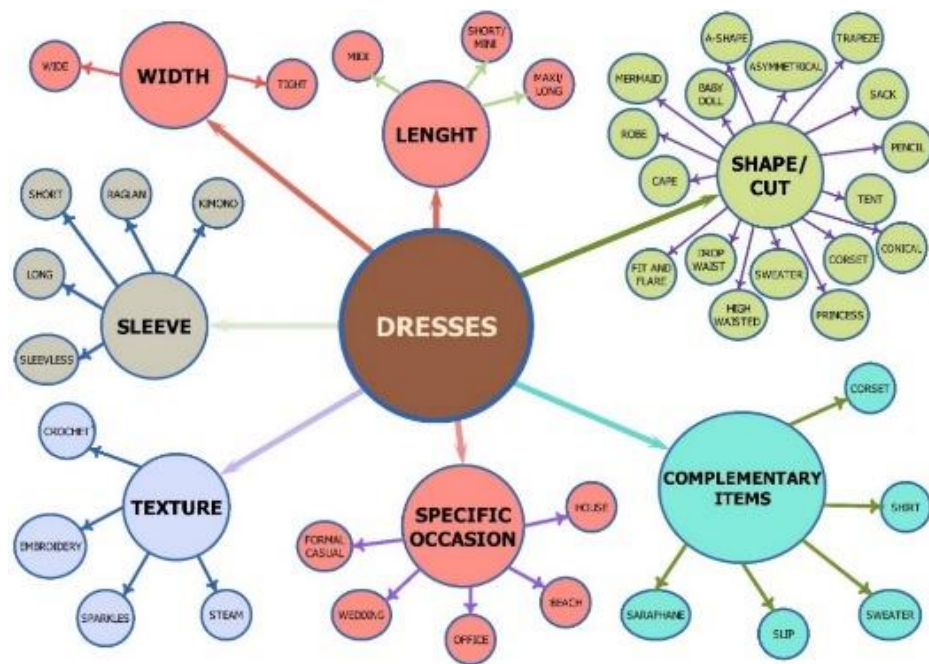 WIDTH
WIDE
TIGHT
LENGHT
MIDI
SHORT/
MINI
MAXI/
LONG
SHAPE/
CUT
A-SHAPE
TRAPEZE
ASYMMETRICAL
MERMAID
BABY
DOLL
SACK
ROBE
PENCIL
CAPE
TENT
CONICAL
FIT AND
FLARE
DROP
WAIST
SWEATER
CORSET
HIGH
WAISTED
PRINCESS
DRESSES
SLEEVE
SHORT
RAGLAN
KIMONO
LONG
SLEEVLESS
TEXTURE
CROCHET
EMBROIDERY
SPARKLES
STEAM
SPECIFIC
OCCASION
HOUSE
FORMAL
CASUAL
WEDDING
OFFICE
BEACH
COMPLEMENTARY
ITEMS
CORSET
SHIRT
SARAPHANE
SLIP
SWEATER